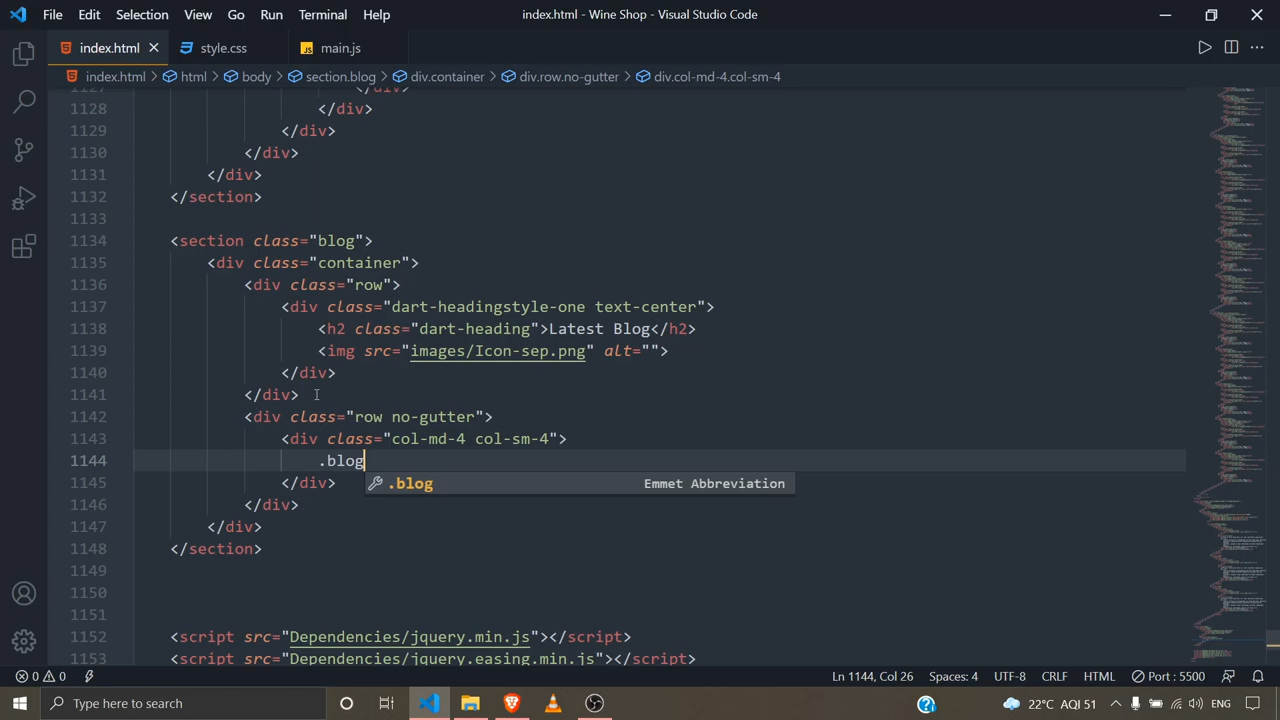 File Edit Selection View Go Run Terminal Help index.html - Wine Shop - Visual Studio Code
index.html style.css JS main.js
index.html html body section.blog div.container div.row.no-gutter div.col-md-4.col-sm-4
1127 </div>
1128 </div>
1129 </div>
1130 </div>
1131 </div>
1132 </section>
1133
1134 <section class="blog">
1135 <div class="container">
1136 <div class="row">
1137 <div class="dart-headingstyle-one text-center">
1138 <h2 class="dart-heading">Latest Blog</h2>
1139 <img src="images/Icon-sep.png" alt="">
1140 </div>
1141 </div>
1142 <div class="row no-gutter">
1143 <div class="col-md-4 col-sm-4">
1144 .blog
.blog Emmet Abbreviation
1145 </div>
1146 </div>
1147 </div>
1148 </section>
1149
1150
1151
1152 <script src="Dependencies/jquery.min.js"></script>
1153 <script src="Dependencies/jquery.easing.min.js"></script>
0 0 Ln 1144, Col 26 Spaces: 4 CRLF HTML Port : 5500
Type here to search 22°C AQI 51 ENG